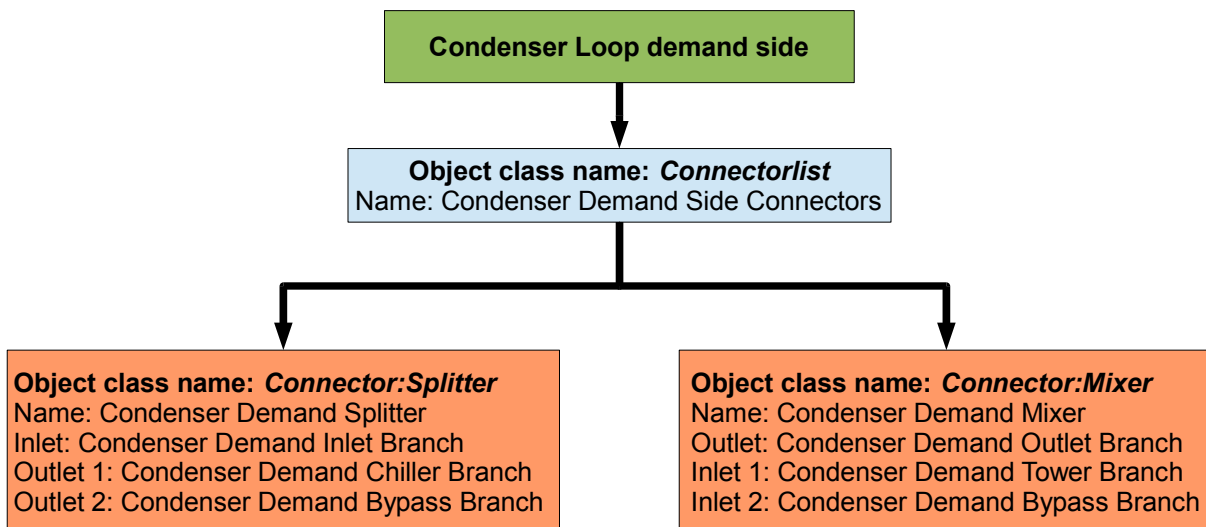 Condenser Loop demand side
Object class name: Connectorlist
Name: Condenser Demand Side Connectors
Object class name: Connector:Splitter
Name: Condenser Demand Splitter
Inlet: Condenser Demand Inlet Branch
Outlet 1: Condenser Demand Chiller Branch
Outlet 2: Condenser Demand Bypass Branch
Object class name: Connector:Mixer
Name: Condenser Demand Mixer
Outlet: Condenser Demand Outlet Branch
Inlet 1: Condenser Demand Tower Branch
Inlet 2: Condenser Demand Bypass Branch